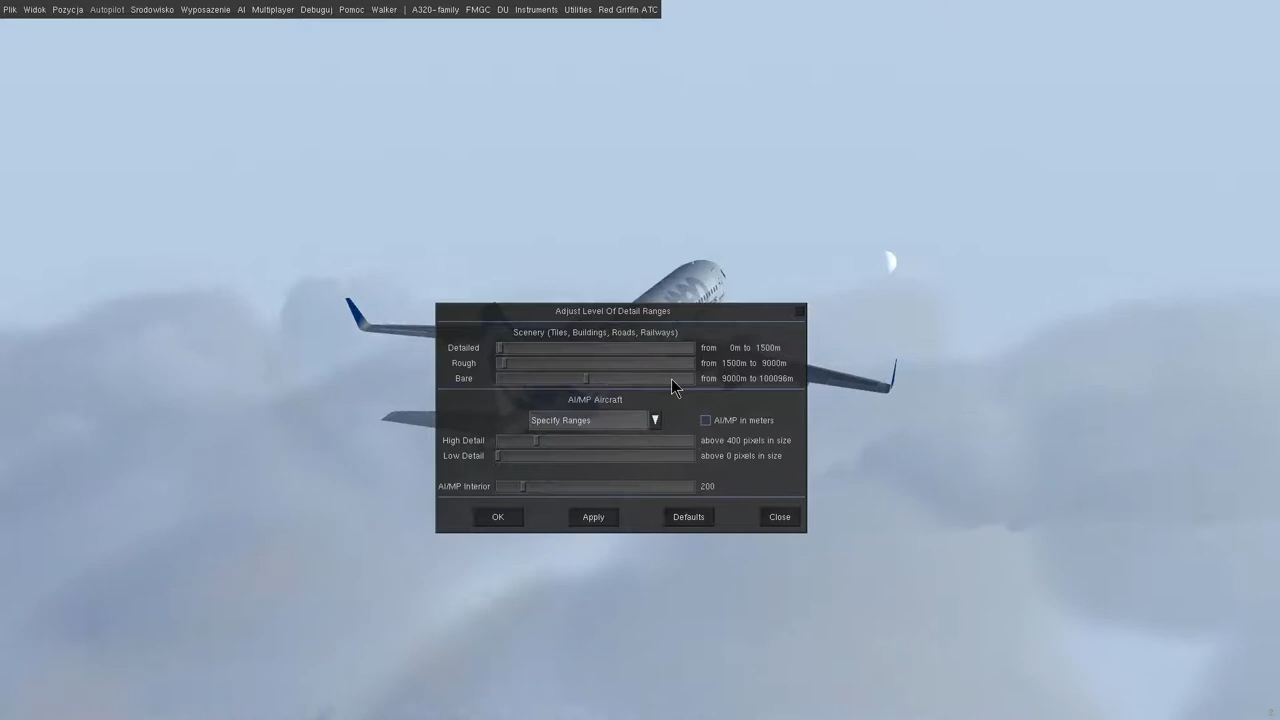 Plik Widok Pozycja Autopilot Srodowisko Wyposazenie AI Multiplayer Debuguj Pomoc Walker | A320-family FMGC DU Instruments Utilities Red Griffin ATC
Adjust Level Of Detail Ranges
Scenery (Tiles, Buildings, Roads, Railways)
Detailed from 0m to 1500m
Rough from 1500m to 9000m
Bare from 9000m to 100096m
AI/MP Aircraft
Specify Ranges ▼ AI/MP in meters
High Detail above 400 pixels in size
Low Detail above 0 pixels in size
AI/MP Interior 200
OK Apply Defaults Close